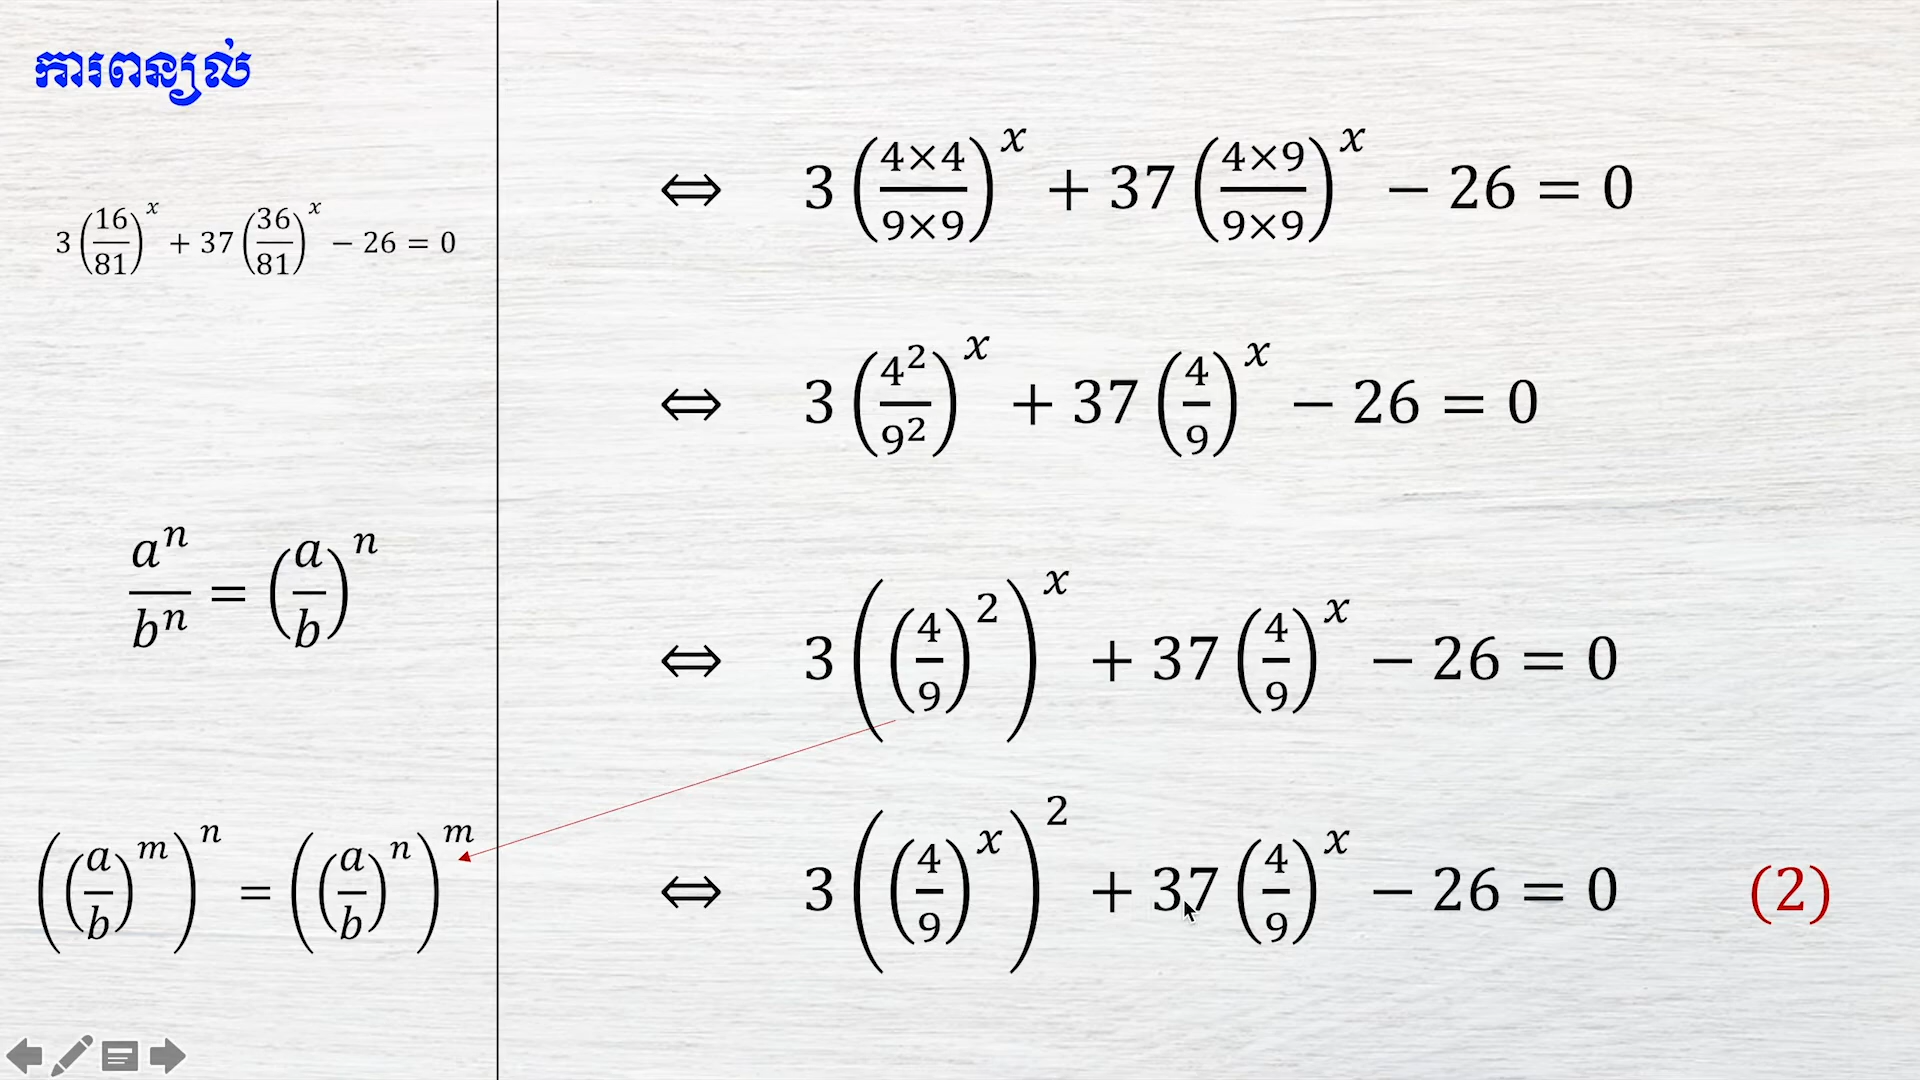 ការពន្យល់
3(16/81)^x + 37(36/81)^x − 26 = 0
a^n/b^n = (a/b)^n
((a/b)^m)^n = ((a/b)^n)^m
⇔ 3((4×4)/(9×9))^x + 37((4×9)/(9×9))^x − 26 = 0
⇔ 3(4²/9²)^x + 37(4/9)^x − 26 = 0
⇔ 3((4/9)²)^x + 37(4/9)^x − 26 = 0
⇔ 3((4/9)^x)² + 37(4/9)^x − 26 = 0 (2)